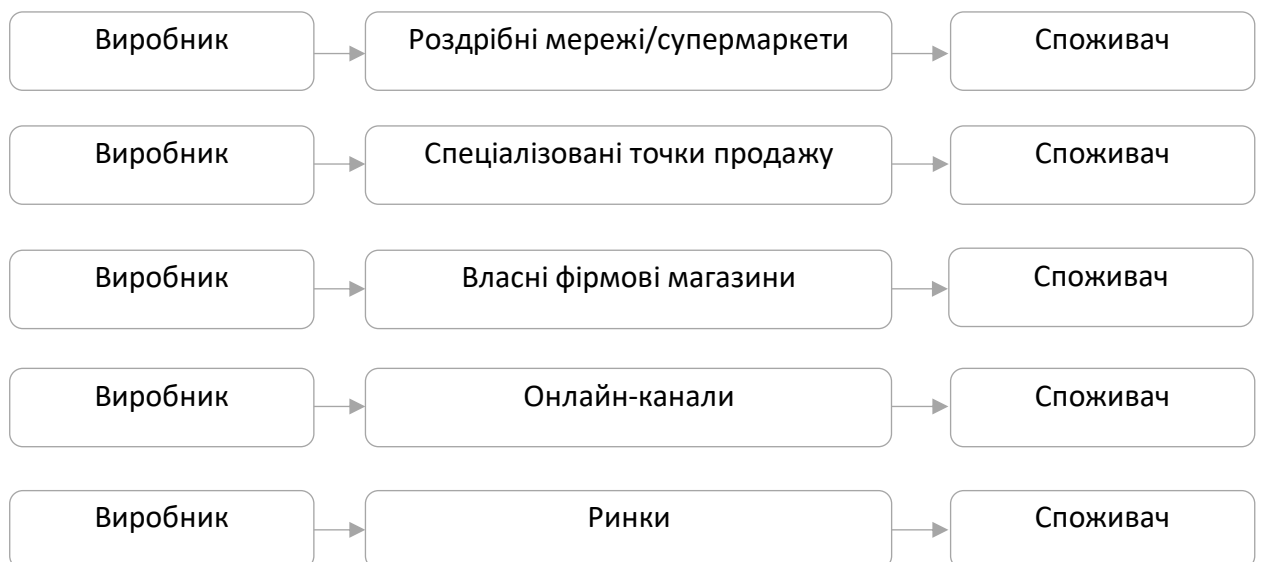 Виробник Роздрібні мережі/супермаркети Споживач
Виробник Спеціалізовані точки продажу Споживач
Виробник Власні фірмові магазини Споживач
Виробник Онлайн-канали Споживач
Виробник Ринки Споживач